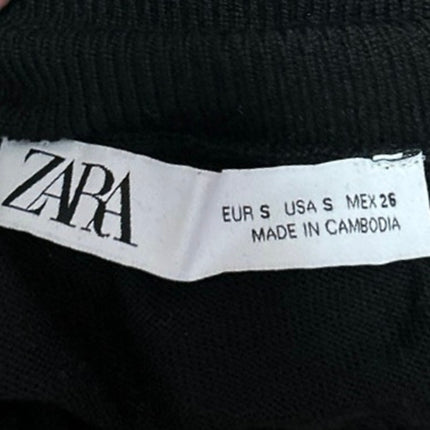 ZARA
EUR S USA S MEX 26
MADE IN CAMBODIA